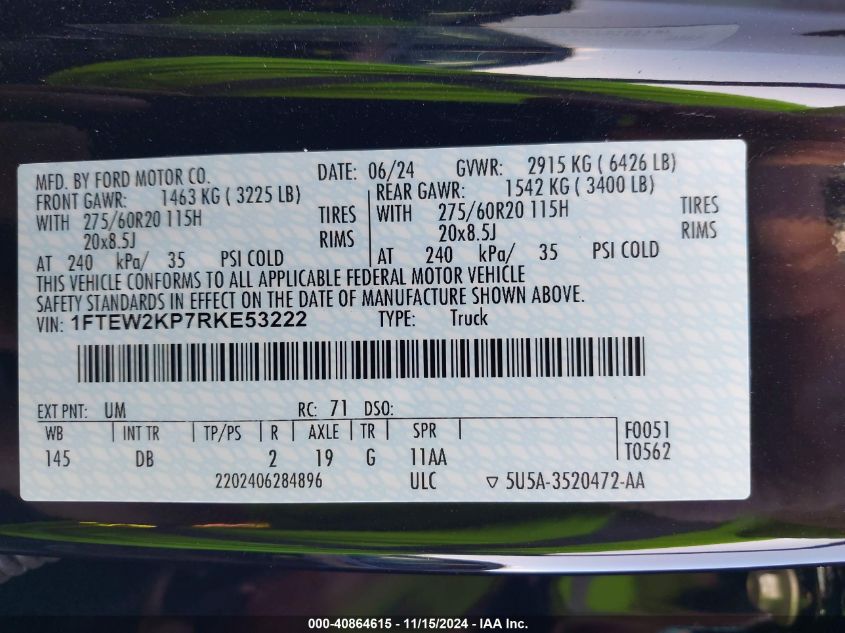 MFD. BY FORD MOTOR CO. DATE: 06/24 GVWR: 2915 KG ( 6426 LB)
FRONT GAWR: 1463 KG ( 3225 LB) REAR GAWR: 1542 KG ( 3400 LB)
WITH 275/60R20 115H TIRES WITH 275/60R20 115H TIRES
20x8.5J RIMS 20x8.5J RIMS
AT 240 kPa/ 35 PSI COLD AT 240 kPa/ 35 PSI COLD
THIS VEHICLE CONFORMS TO ALL APPLICABLE FEDERAL MOTOR VEHICLE
SAFETY STANDARDS IN EFFECT ON THE DATE OF MANUFACTURE SHOWN ABOVE.
VIN: 1FTEW2KP7RKE53222 TYPE: Truck
EXT PNT: UM RC: 71 DSO:
WB INT TR TP/PS R AXLE TR SPR F0051
145 DB 2 19 G 11AA T0562
2202406284896 ULC ▽ 5U5A-3520472-AA
000-40864615 - 11/15/2024 - IAA Inc.